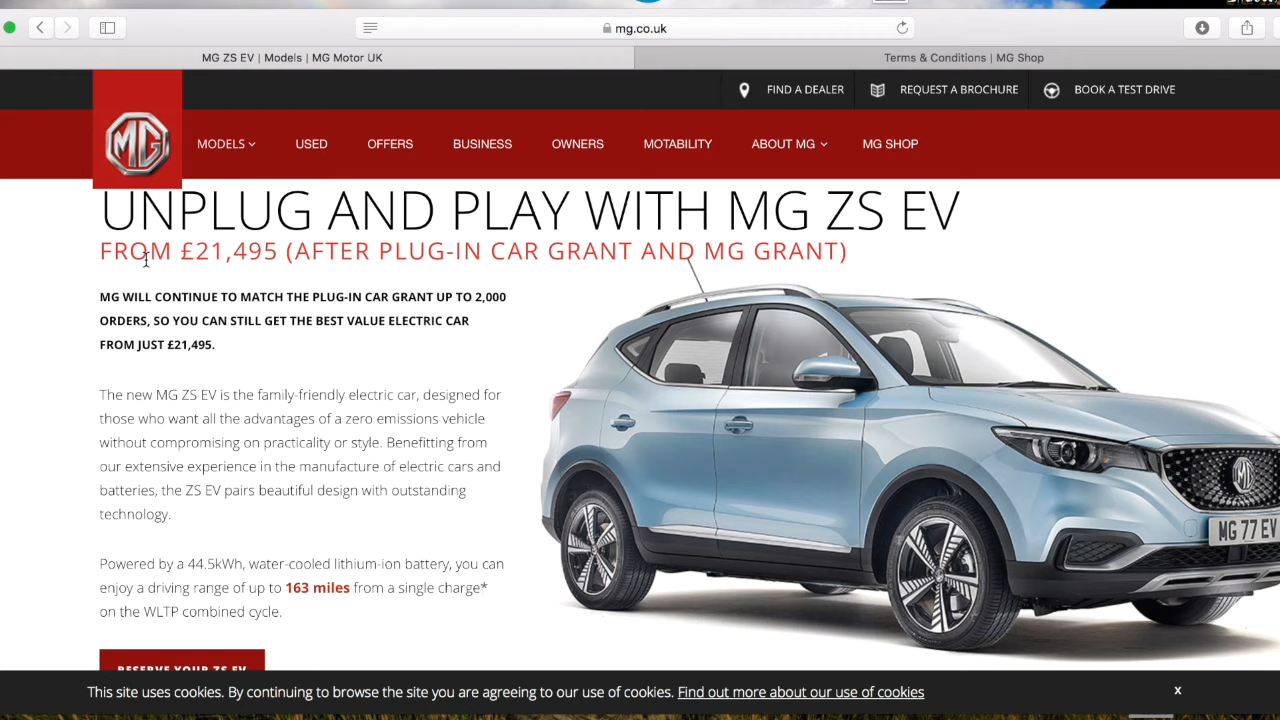 mg.co.uk
MG ZS EV | Models | MG Motor UK
Terms & Conditions | MG Shop
FIND A DEALER
REQUEST A BROCHURE
BOOK A TEST DRIVE
MG
MODELS
USED
OFFERS
BUSINESS
OWNERS
MOTABILITY
ABOUT MG
MG SHOP
UNPLUG AND PLAY WITH MG ZS EV
FROM £21,495 (AFTER PLUG-IN CAR GRANT AND MG GRANT)
MG WILL CONTINUE TO MATCH THE PLUG-IN CAR GRANT UP TO 2,000
ORDERS, SO YOU CAN STILL GET THE BEST VALUE ELECTRIC CAR
FROM JUST £21,495.
The new MG ZS EV is the family-friendly electric car, designed for
those who want all the advantages of a zero emissions vehicle
without compromising on practicality or style. Benefitting from
our extensive experience in the manufacture of electric cars and
batteries, the ZS EV pairs beautiful design with outstanding
technology.
Powered by a 44.5kWh, water-cooled lithium-ion battery, you can
enjoy a driving range of up to 163 miles from a single charge*
on the WLTP combined cycle.
RESERVE YOUR ZS EV
MG
MG 77 EV
This site uses cookies. By continuing to browse the site you are agreeing to our use of cookies. Find out more about our use of cookies
x